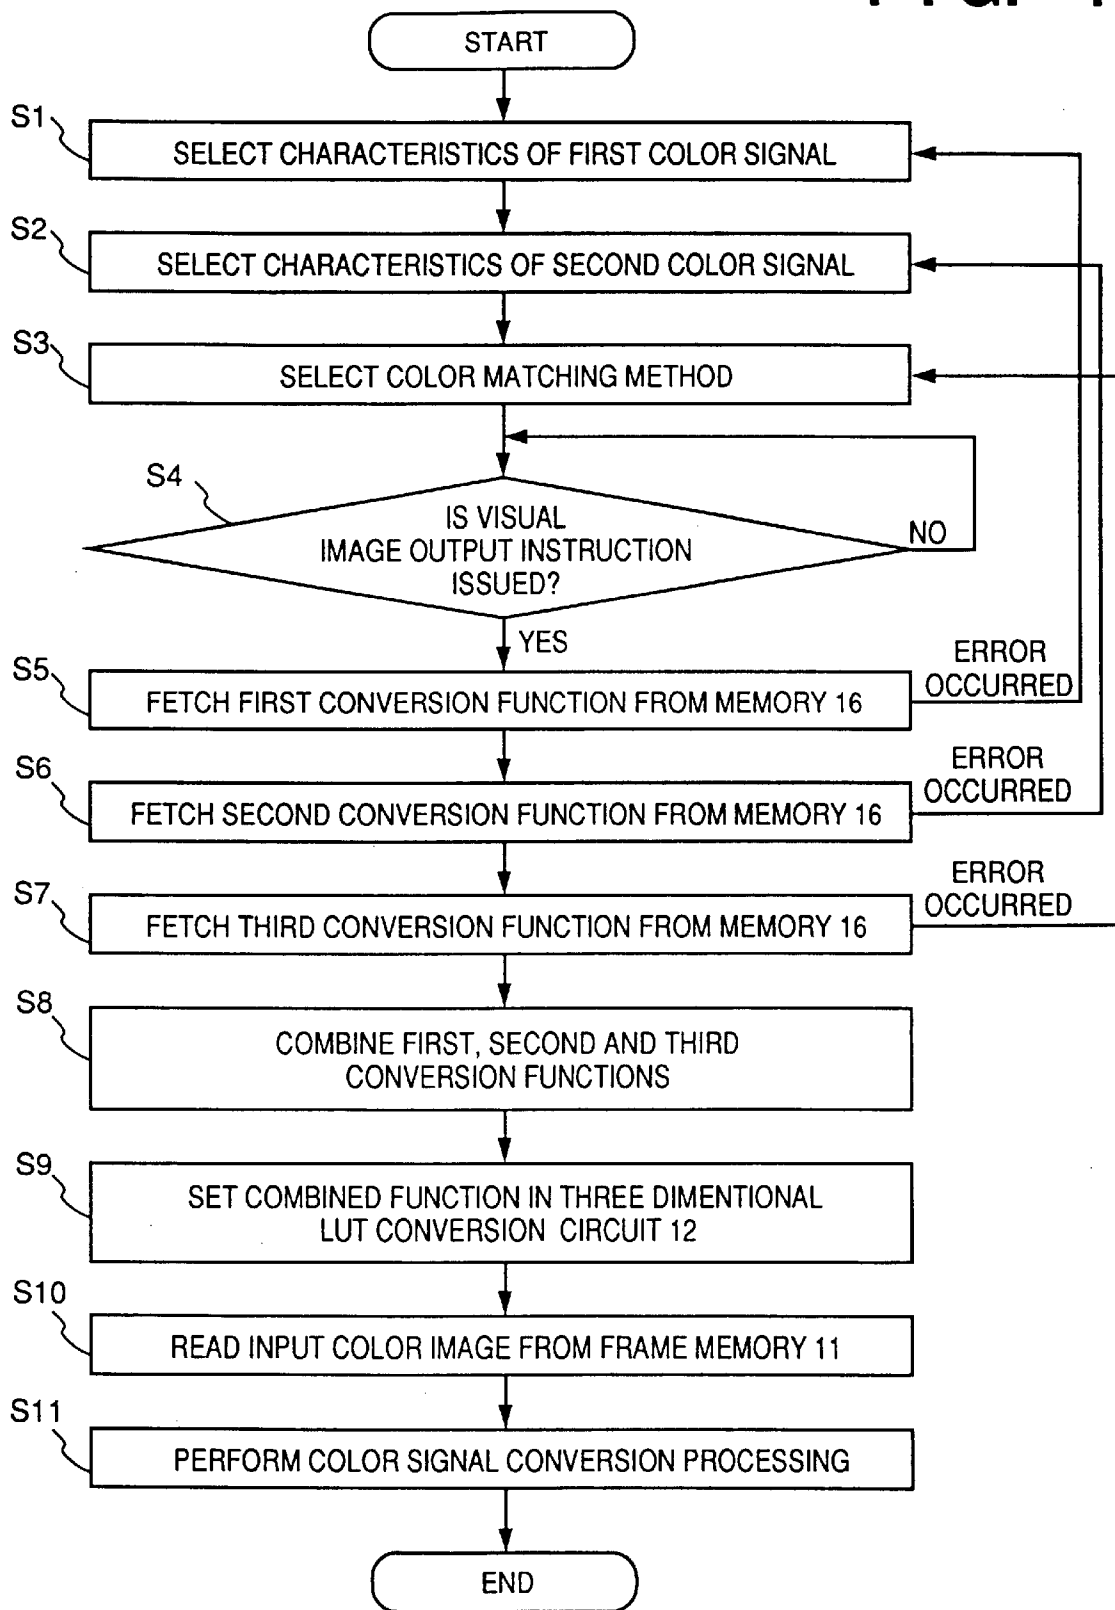 START
S1
SELECT CHARACTERISTICS OF FIRST COLOR SIGNAL
S2
SELECT CHARACTERISTICS OF SECOND COLOR SIGNAL
S3
SELECT COLOR MATCHING METHOD
S4
IS VISUAL
IMAGE OUTPUT INSTRUCTION
ISSUED?
NO
YES
S5
FETCH FIRST CONVERSION FUNCTION FROM MEMORY 16
ERROR
OCCURRED
S6
FETCH SECOND CONVERSION FUNCTION FROM MEMORY 16
ERROR
OCCURRED
S7
FETCH THIRD CONVERSION FUNCTION FROM MEMORY 16
ERROR
OCCURRED
S8
COMBINE FIRST, SECOND AND THIRD
CONVERSION FUNCTIONS
S9
SET COMBINED FUNCTION IN THREE DIMENTIONAL
LUT CONVERSION CIRCUIT 12
S10
READ INPUT COLOR IMAGE FROM FRAME MEMORY 11
S11
PERFORM COLOR SIGNAL CONVERSION PROCESSING
END